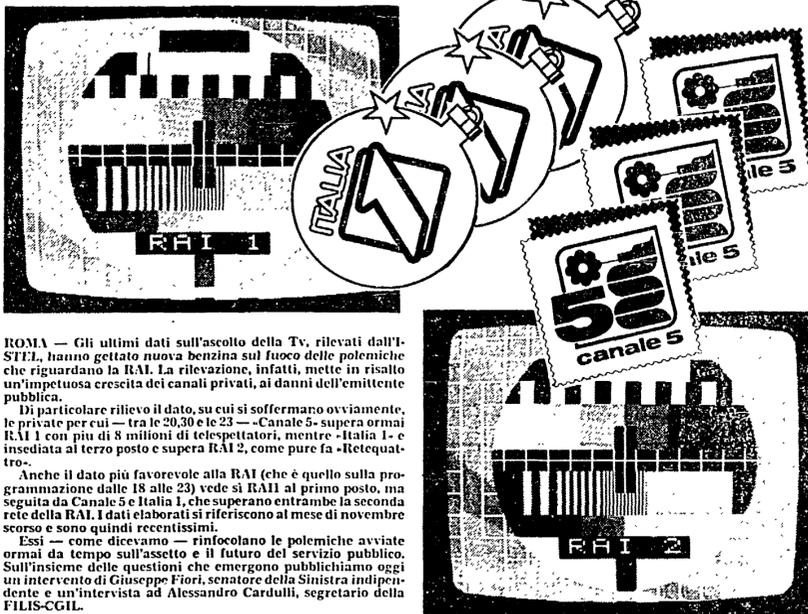 RAI 1
ITALIA
1
IA
IA
ale 5
ale 5
5
canale 5
RAI 2
ROMA — Gli ultimi dati sull'ascolto della Tv, rilevati dall'I-
STEL, hanno gettato nuova benzina sul fuoco delle polemiche
che riguardano la RAI. La rilevazione, infatti, mette in risalto
un'impetuosa crescita dei canali privati, ai danni dell'emittente
pubblica.
Di particolare rilievo il dato, su cui si soffermano ovviamente,
le private per cui — tra le 20,30 e le 23 — «Canale 5» supera ormai
RAI 1 con più di 8 milioni di telespettatori, mentre «Italia 1» è
insediata al terzo posto e supera RAI 2, come pure fa «Retequat-
tro».
Anche il dato più favorevole alla RAI (che è quello sulla pro-
grammazione dalle 18 alle 23) vede sì RAI1 al primo posto, ma
seguita da Canale 5 e Italia 1, che superano entrambe la seconda
rete della RAI. I dati elaborati si riferiscono al mese di novembre
scorso e sono quindi recentissimi.
Essi — come dicevamo — rinfocolano le polemiche avviate
ormai da tempo sull'assetto e il futuro del servizio pubblico.
Sull'insieme delle questioni che emergono pubblichiamo oggi
un intervento di Giuseppe Fiori, senatore della Sinistra indipen-
dente e un'intervista ad Alessandro Cardulli, segretario della
FILIS-CGIL.